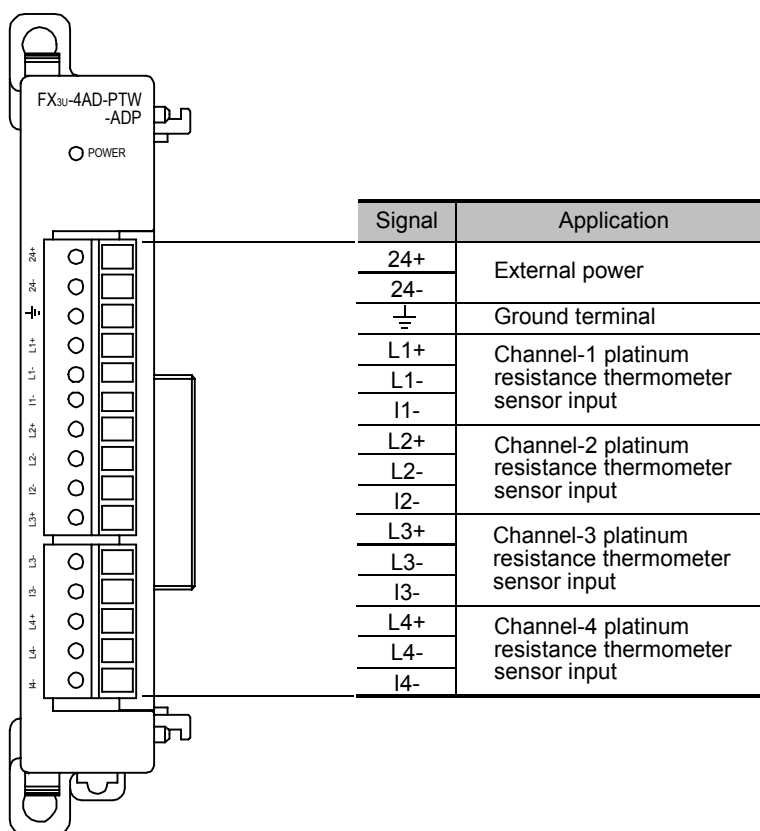 FX3U-4AD-PTW
-ADP
POWER
24+
24-
L1+
L1-
I1-
L2+
L2-
I2-
L3+
L3-
I3-
L4+
L4-
I4-
Signal Application
24+
External power
24-
Ground terminal
L1+
Channel-1 platinum
L1-
resistance thermometer
sensor input
I1-
L2+
Channel-2 platinum
L2-
resistance thermometer
sensor input
I2-
L3+
Channel-3 platinum
L3-
resistance thermometer
sensor input
I3-
L4+
Channel-4 platinum
L4-
resistance thermometer
sensor input
I4-